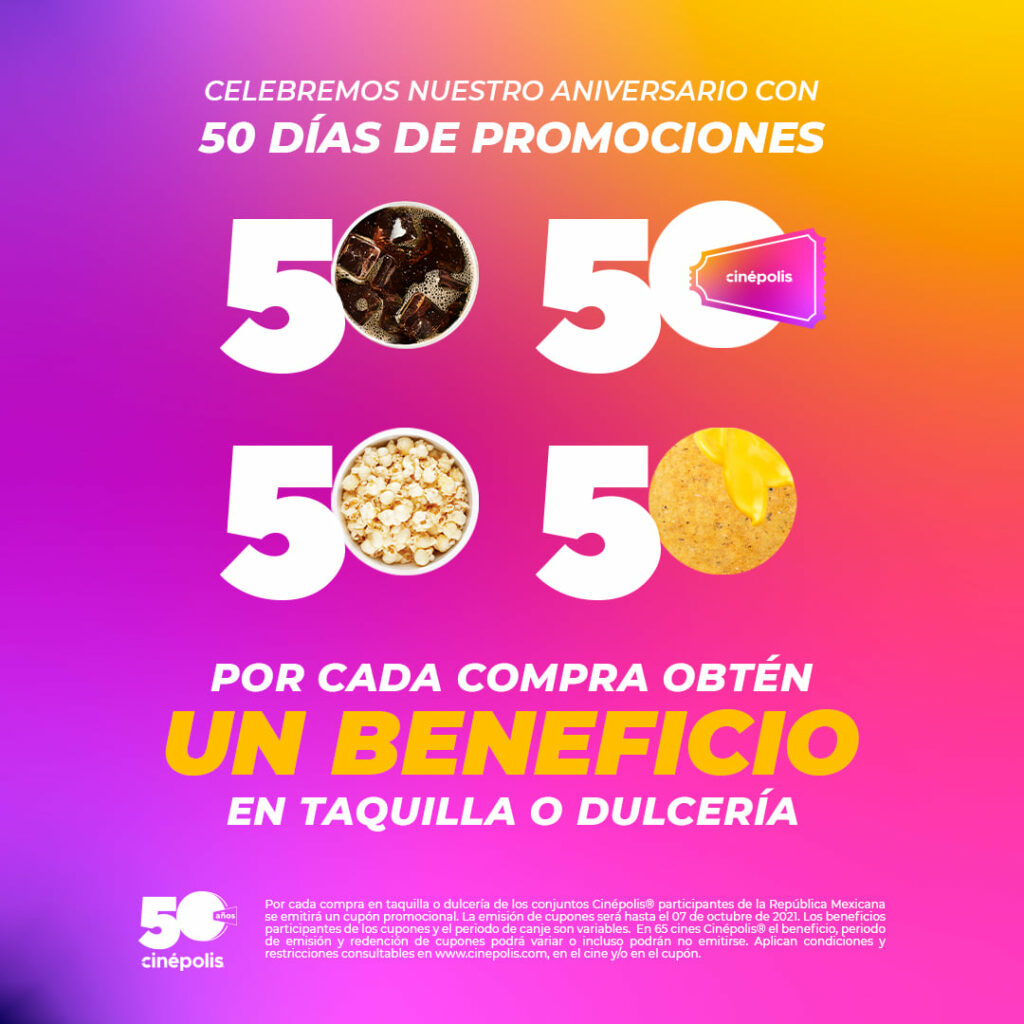 CELEBREMOS NUESTRO ANIVERSARIO CON
50 DÍAS DE PROMOCIONES
50 50
cinépolis
50 50
POR CADA COMPRA OBTÉN
UN BENEFICIO
EN TAQUILLA O DULCERÍA
50 años
cinépolis
Por cada compra en taquilla o dulcería de los conjuntos Cinépolis® participantes de la República Mexicana
se emitirá un cupón promocional. La emisión de cupones será hasta el 07 de octubre de 2021. Los beneficios
participantes de los cupones y el periodo de canje son variables. En 65 cines Cinépolis® el beneficio, periodo
de emisión y redención de cupones podrá variar o incluso podrán no emitirse. Aplican condiciones y
restricciones consultables en www.cinepolis.com, en el cine y/o en el cupón.